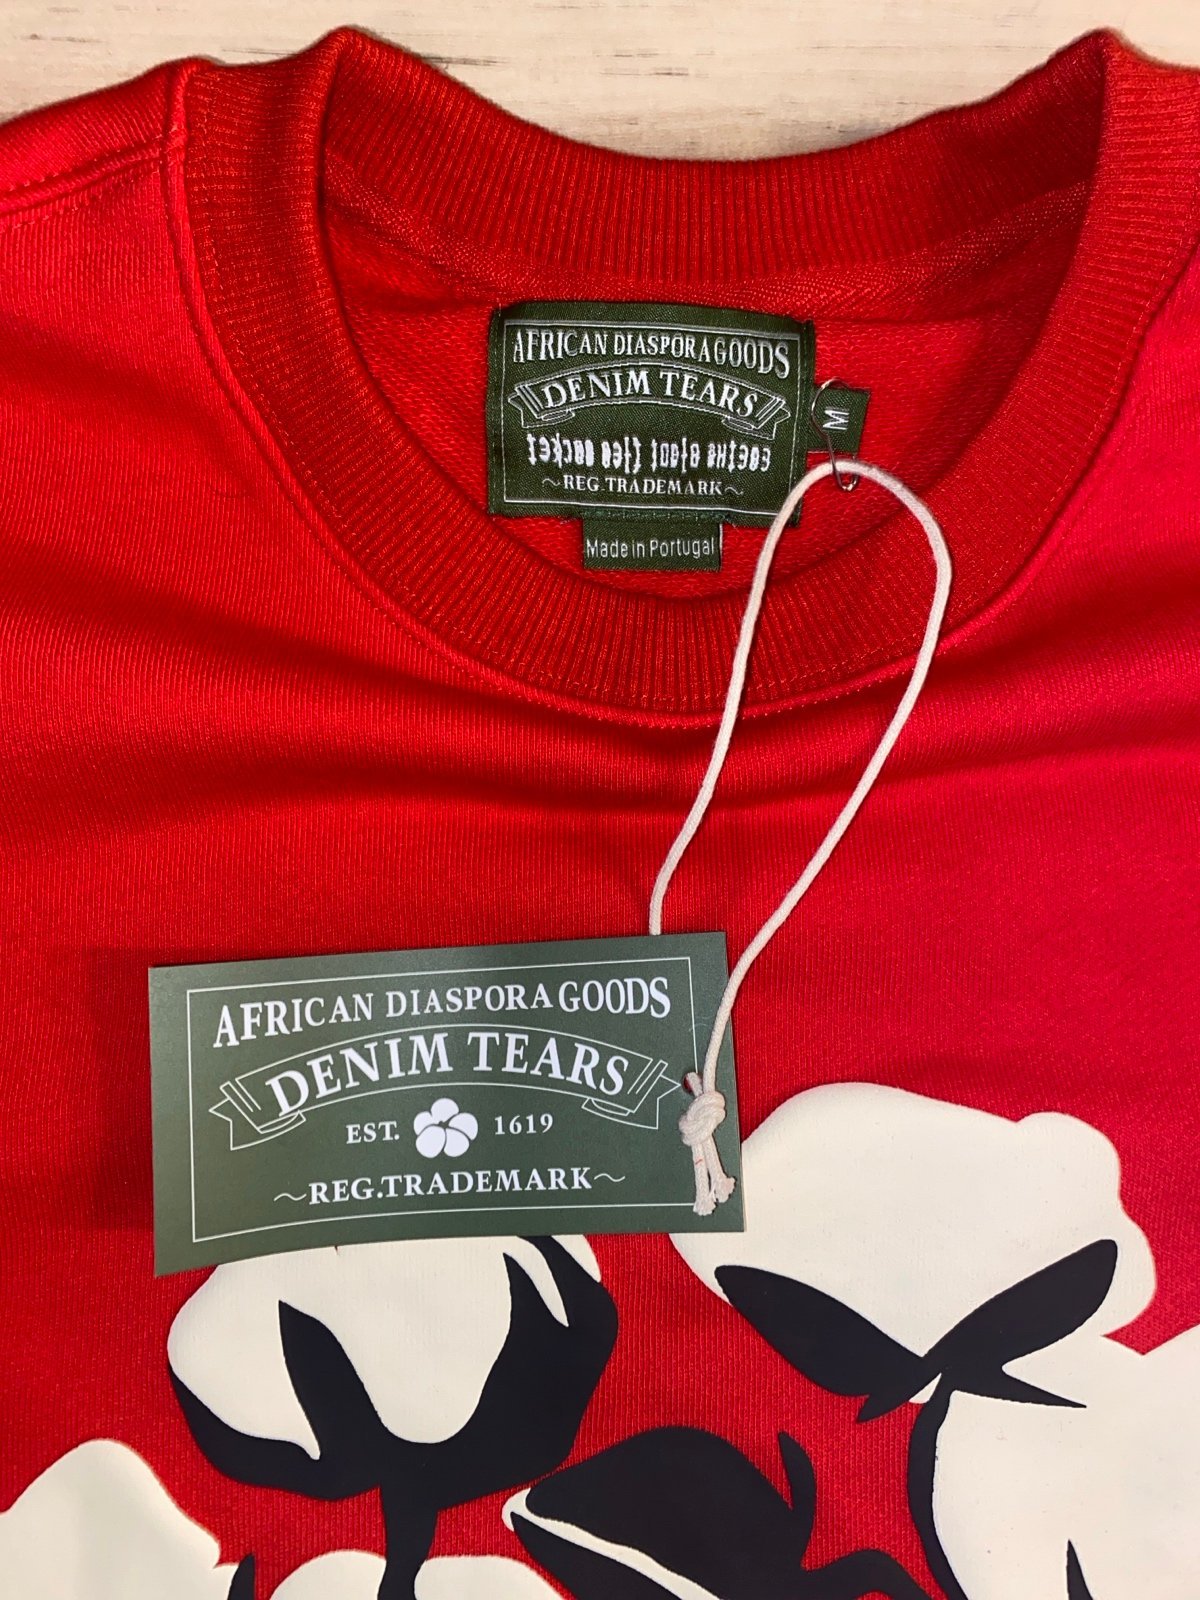 AFRICAN DIASPORA GOODS
DENIM TEARS
~REG.TRADEMARK~
M
Made in Portugal
AFRICAN DIASPORA GOODS
DENIM TEARS
EST. 1619
~REG.TRADEMARK~